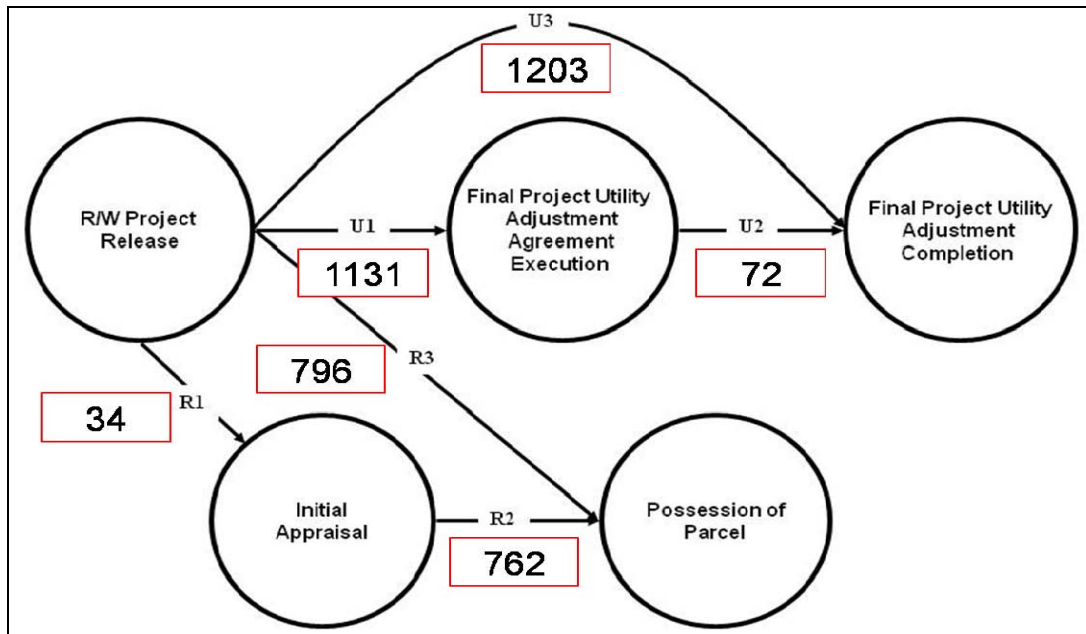 U3
1203
R/W Project
Release
U1
1131
Final Project Utility
Adjustment
Agreement
Execution
U2
72
Final Project Utility
Adjustment
Completion
R3
796
R1
34
Initial
Appraisal
R2
762
Possession of
Parcel